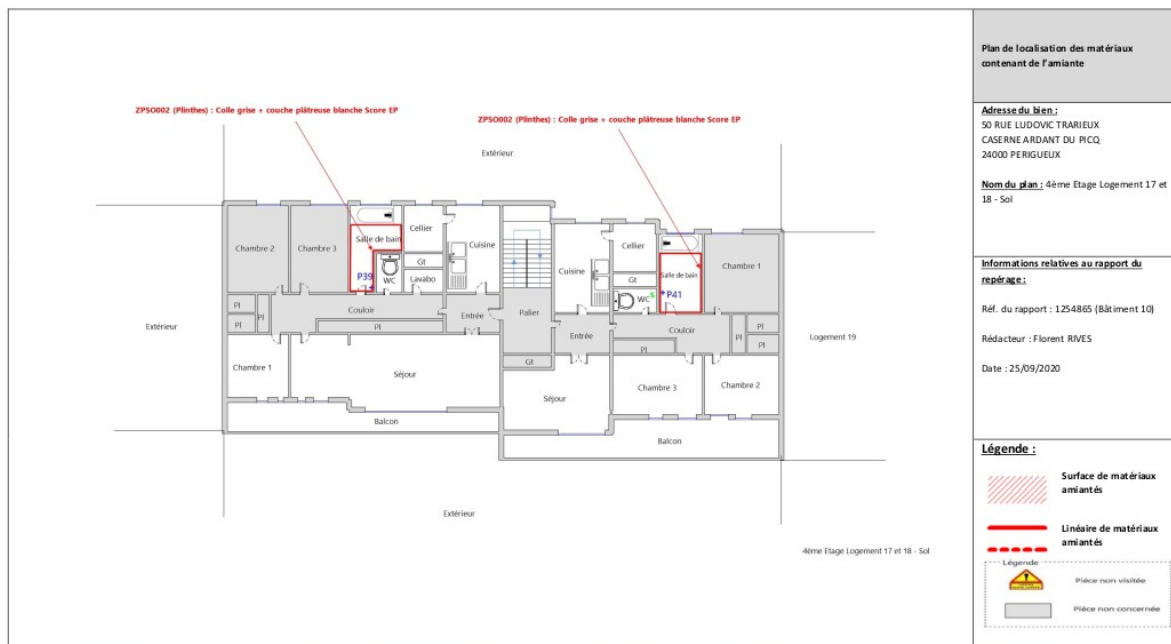 Plan de localisation des matériaux
contenant de l'amiante
Adresse du bien :
50 RUE LUDOVIC TRARIEUX
CASERNE ARDANT DU PICQ
24000 PERIGUEUX
Nom du plan : 4ème Etage Logement 17 et
18 - Sol
Informations relatives au rapport du
repérage :
Réf. du rapport : 1254865 (Bâtiment 10)
Rédacteur : Florent RIVES
Date : 25/09/2020
Légende :
Surface de matériaux
amiantés
Linéaire de matériaux
amiantés
Légende
Pièce non visitée
Pièce non concernée
ZPSO002 (Plinthes) : Colle grise + couche plâtreuse blanche Score EP
ZPSO002 (Plinthes) : Colle grise + couche plâtreuse blanche Score EP
Extérieur
Chambre 2
Chambre 3
Salle de bain
Cellier
Cuisine
Gt
P39
WC
Lavabo
Cuisine
Cellier
Gt
WC
S
Salle de bain
P41
Chambre 1
Extérieur
Pl
Pl
Pl
Couloir
Pl
Entrée
Palier
Entrée
Couloir
Pl
Pl
Pl
Pl
Logement 19
Chambre 1
Séjour
Gt
Séjour
Chambre 3
Chambre 2
Balcon
Balcon
Extérieur
4ème Etage Logement 17 et 18 - Sol